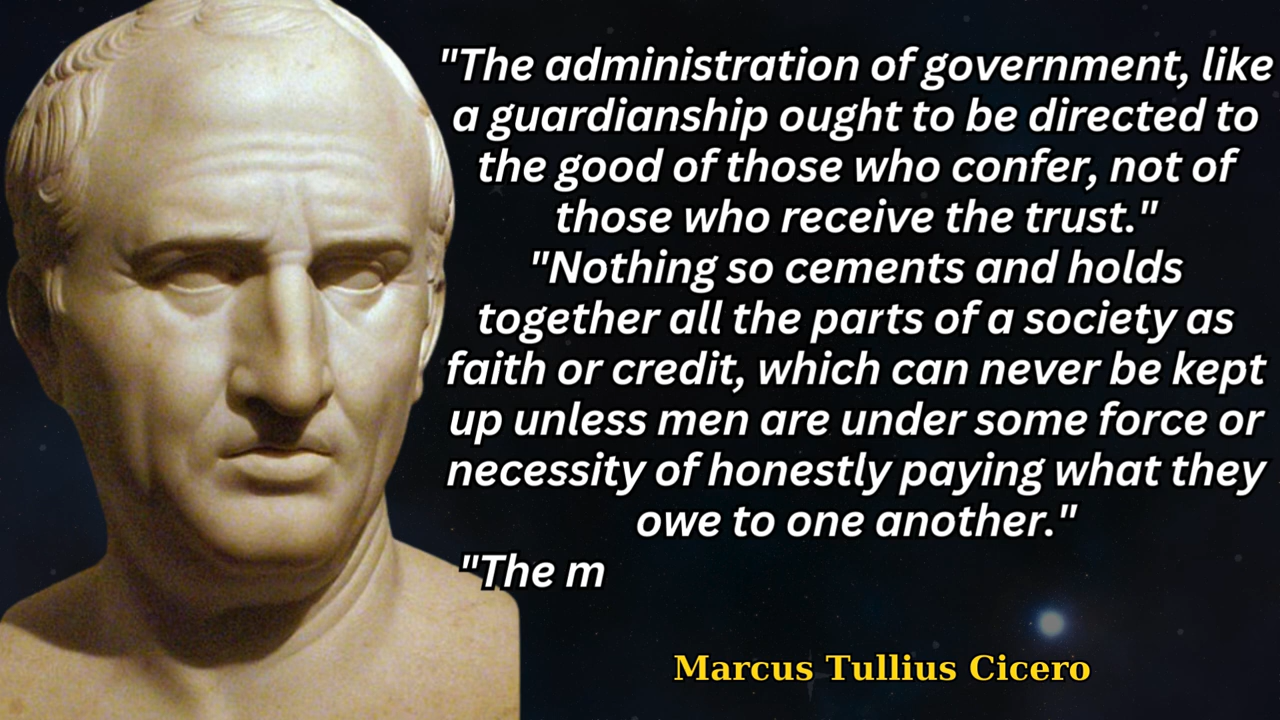 "The administration of government, like
a guardianship ought to be directed to
the good of those who confer, not of
those who receive the trust."
"Nothing so cements and holds
together all the parts of a society as
faith or credit, which can never be kept
up unless men are under some force or
necessity of honestly paying what they
owe to one another."
"The m
Marcus Tullius Cicero